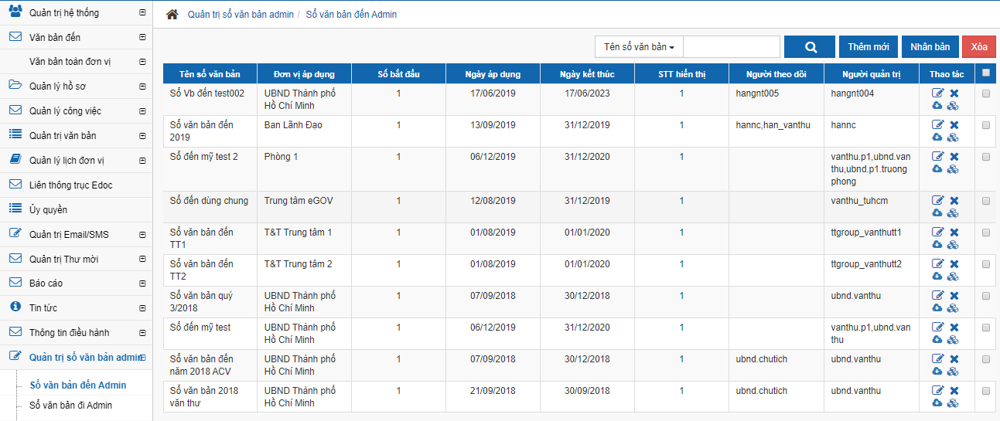 Quản trị hệ thống
Văn bản đến
Văn bản toàn đơn vị
Quản lý hồ sơ
Quản lý công việc
Quản trị văn bản
Quản lý lịch đơn vị
Liên thông trục Edoc
Ủy quyền
Quản trị Email/SMS
Quản trị Thư mời
Báo cáo
Tin tức
Thông tin điều hành
Quản trị sổ văn bản admin
Sổ văn bản đến Admin
Sổ văn bản đi Admin
Quản trị sổ văn bản admin / Sổ văn bản đến Admin
Tên sổ văn bản Thêm mới Nhân bản Xóa
Tên sổ văn bản Đơn vị áp dụng Số bắt đầu Ngày áp dụng Ngày kết thúc STT hiển thị Người theo dõi Người quản trị Thao tác
Sổ Vb đến test002 UBND Thành phố 1 17/06/2019 17/06/2023 1 hangnt005 hangnt004
Hồ Chí Minh
Sổ văn bản đến Ban Lãnh Đạo 1 13/09/2019 31/12/2019 1 hannc,han_vanthu hannc
2019
Sổ đến mỹ test 2 Phòng 1 1 06/12/2019 31/12/2020 1 vanthu.p1,ubnd.van
thu,ubnd.p1.truong
phong
Sổ đến dùng chung Trung tâm eGOV 1 12/08/2019 31/12/2019 1 vanthu_tuhcm
Sổ văn bản đến T&T Trung tâm 1 1 01/08/2019 01/01/2020 1 ttgroup_vanthutt1
TT1
Sổ văn bản đến T&T Trung tâm 2 1 01/08/2019 01/01/2020 1 ttgroup_vanthutt2
TT2
Sổ văn bản quý UBND Thành phố 1 07/09/2018 30/12/2018 1 ubnd.vanthu
3/2018 Hồ Chí Minh
Sổ đến mỹ test UBND Thành phố 1 06/12/2019 31/12/2020 1 vanthu.p1,ubnd.van
Hồ Chí Minh thu
Sổ văn bản đến UBND Thành phố 1 07/09/2018 30/12/2018 1 ubnd.chutich ubnd.vanthu
năm 2018 ACV Hồ Chí Minh
Sổ văn bản 2018 UBND Thành phố 1 21/09/2018 30/09/2018 1 ubnd.chutich ubnd.vanthu
văn thư Hồ Chí Minh